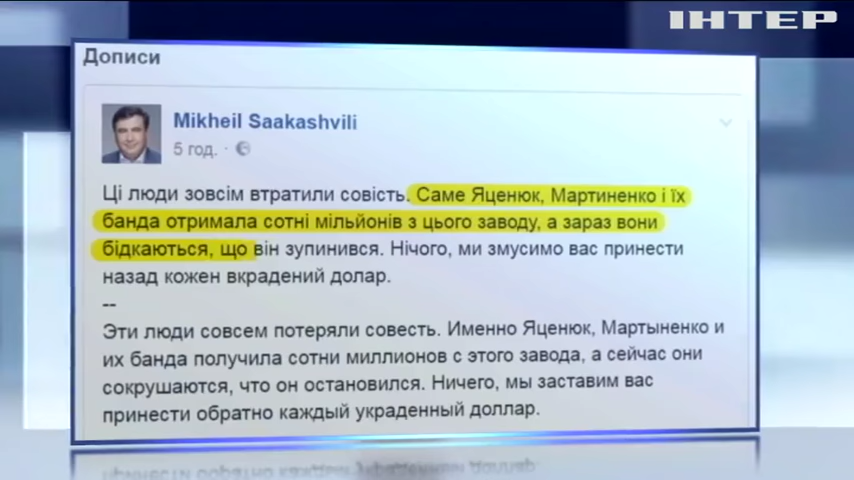 ІНТЕР
Дописи
Mikheil Saakashvili
5 год. ·
Ці люди зовсім втратили совість. Саме Яценюк, Мартиненко і їх
банда отримала сотні мільйонів з цього заводу, а зараз вони
бідкаються, що він зупинився. Нічого, ми змусимо вас принести
назад кожен вкрадений долар.
--
Эти люди совсем потеряли совесть. Именно Яценюк, Мартыненко и
их банда получила сотни миллионов с этого завода, а сейчас они
сокрушаются, что он остановился. Ничего, мы заставим вас
принести обратно каждый украденный доллар.